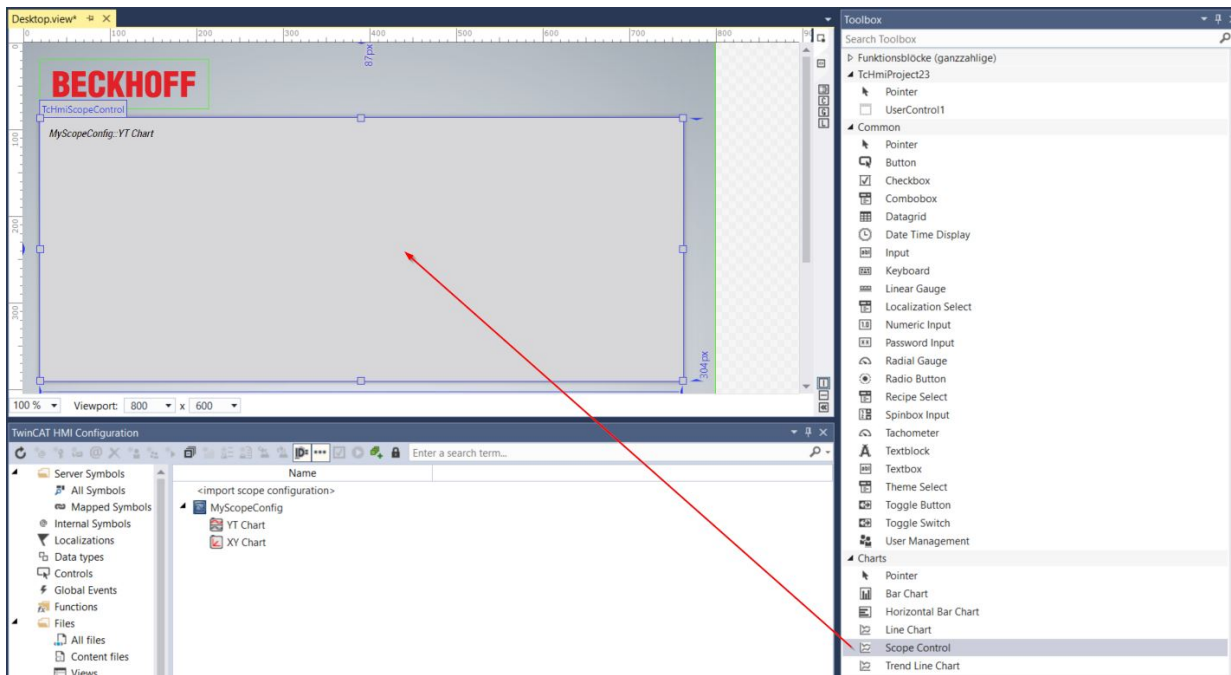 Desktop.view*
0 100 200 300 400 500 600 700 800
87px
BECKHOFF
TcHmiScopeControl
MyScopeConfig::YT Chart
0
100
200
300
304px
C
G
L
100 %
Viewport: 800 x 600
TwinCAT HMI Configuration
Enter a search term...
Server Symbols
All Symbols
Mapped Symbols
Internal Symbols
Localizations
Data types
Controls
Global Events
Functions
Files
All files
Content files
Views
Name
<import scope configuration>
MyScopeConfig
YT Chart
XY Chart
Toolbox
Search Toolbox
Funktionsblöcke (ganzzahlige)
TcHmiProject23
Pointer
UserControl1
Common
Pointer
Button
Checkbox
Combobox
Datagrid
Date Time Display
Input
Keyboard
Linear Gauge
Localization Select
Numeric Input
Password Input
Radial Gauge
Radio Button
Recipe Select
Spinbox Input
Tachometer
Textblock
Textbox
Theme Select
Toggle Button
Toggle Switch
User Management
Charts
Pointer
Bar Chart
Horizontal Bar Chart
Line Chart
Scope Control
Trend Line Chart